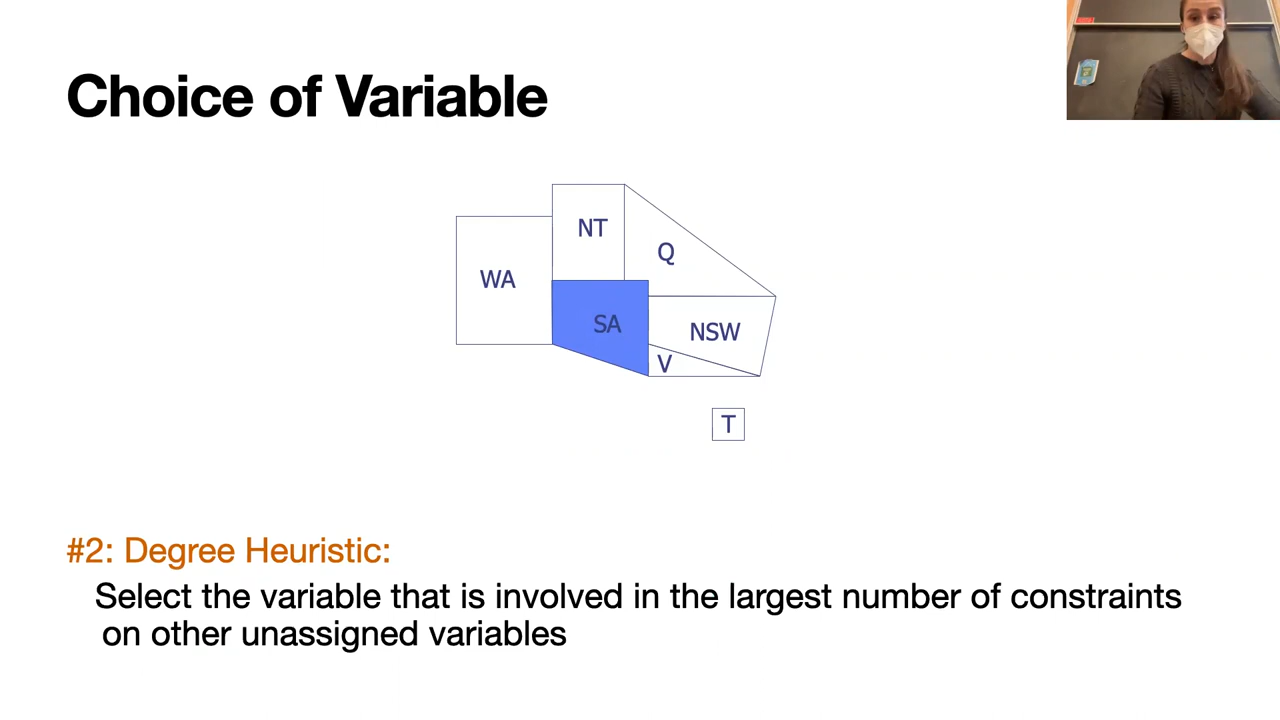 Choice of Variable
NT
Q
WA
SA
NSW
V
T
#2: Degree Heuristic:
Select the variable that is involved in the largest number of constraints
on other unassigned variables